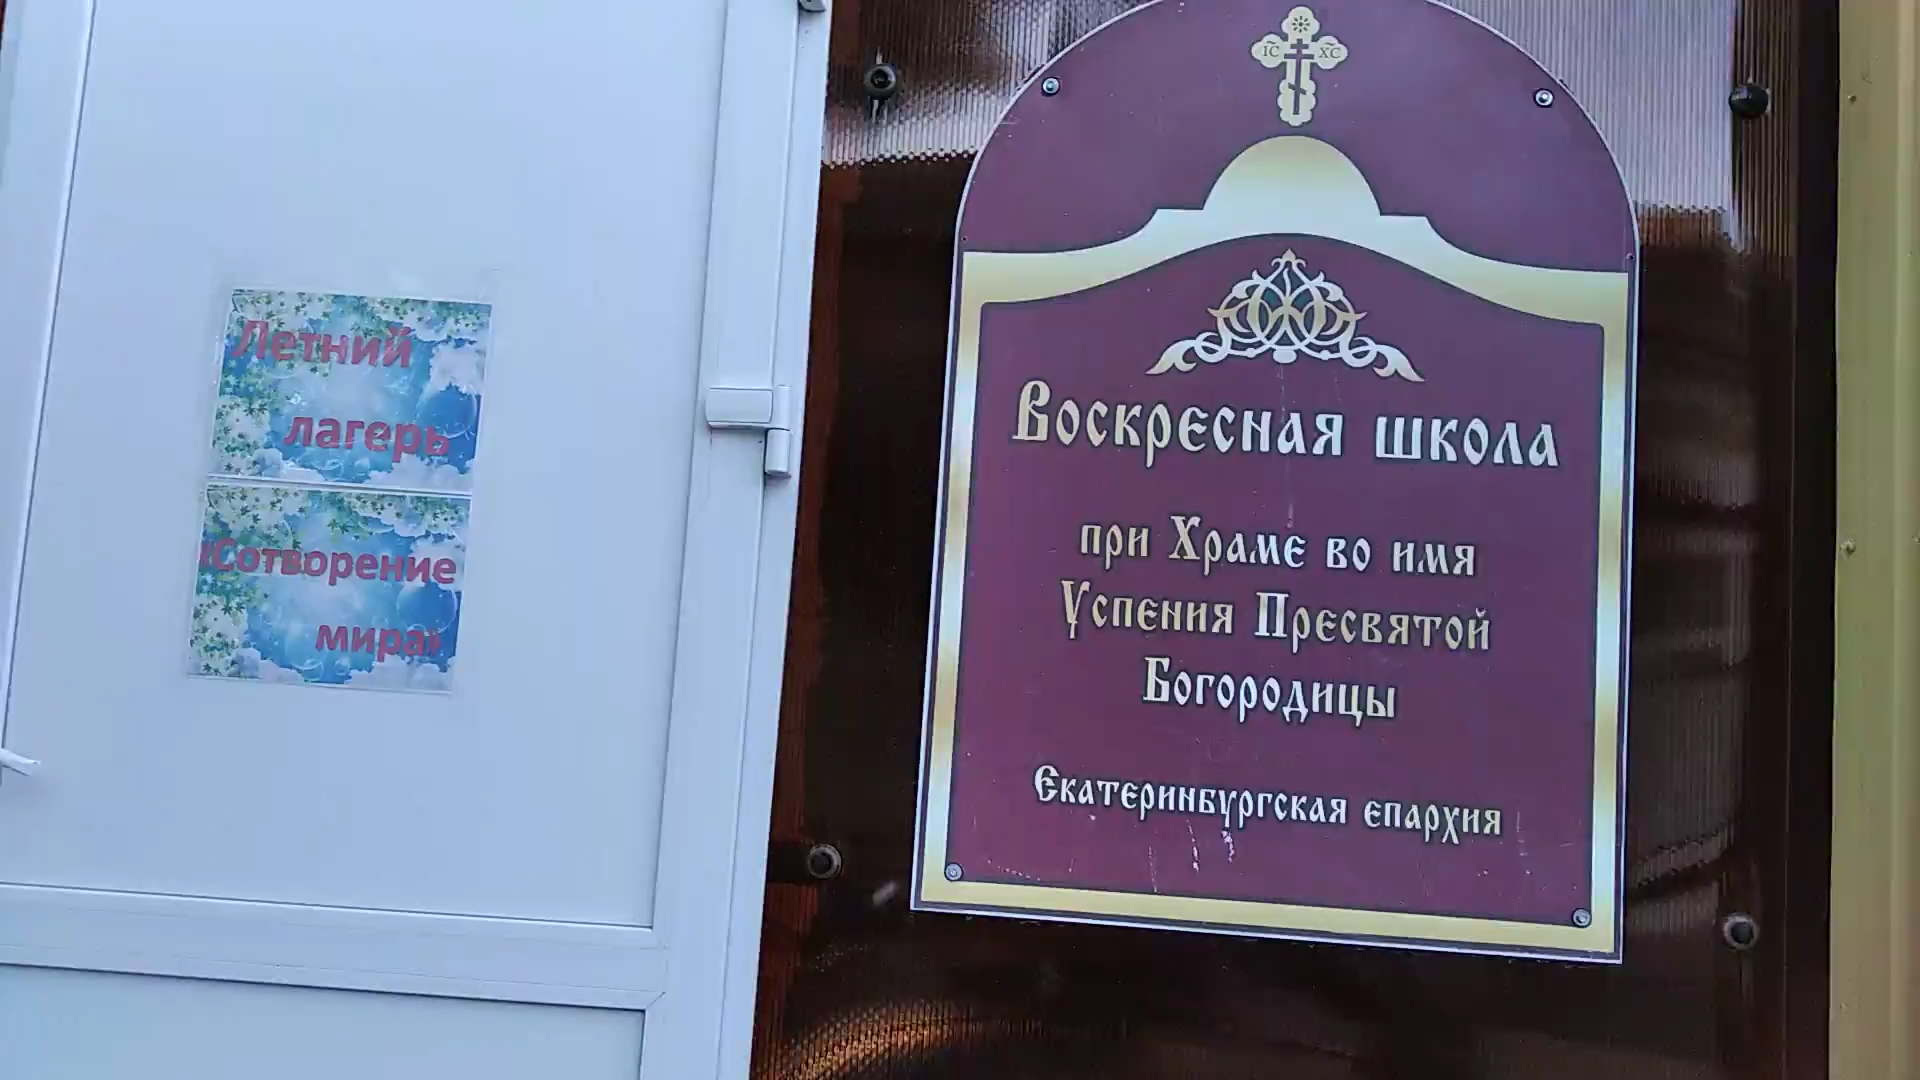 Летний
лагерь
«Сотворение
мира»
IC XC
Воскресная школа
при Храме во имя
Успения Пресвятой
Богородицы
Екатеринбургская епархия